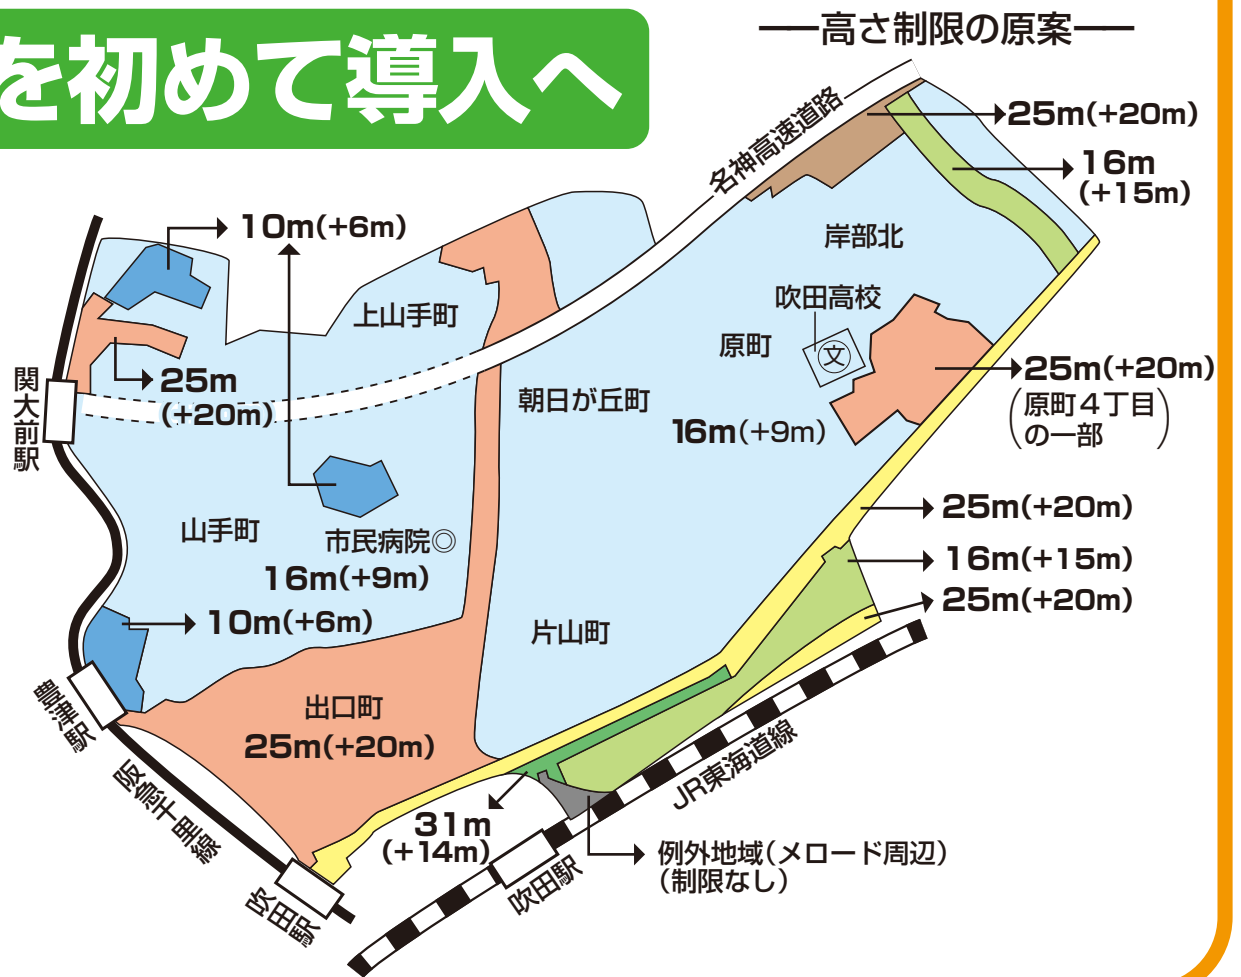 を初めて導入へ
高さ制限の原案
名神高速道路
25m(+20m)
16m
(+15m)
10m(+6m)
岸部北
上山手町
吹田高校
原町
文
25m
(+20m)
関大前駅
朝日が丘町
16m(+9m)
25m(+20m)
(原町4丁目
の一部)
山手町
市民病院◎
16m(+9m)
25m(+20m)
16m(+15m)
25m(+20m)
10m(+6m)
片山町
豊津駅
出口町
25m(+20m)
阪急千里線
JR東海道線
31m
(+14m)
例外地域(メロード周辺)
(制限なし)
吹田駅
吹田駅